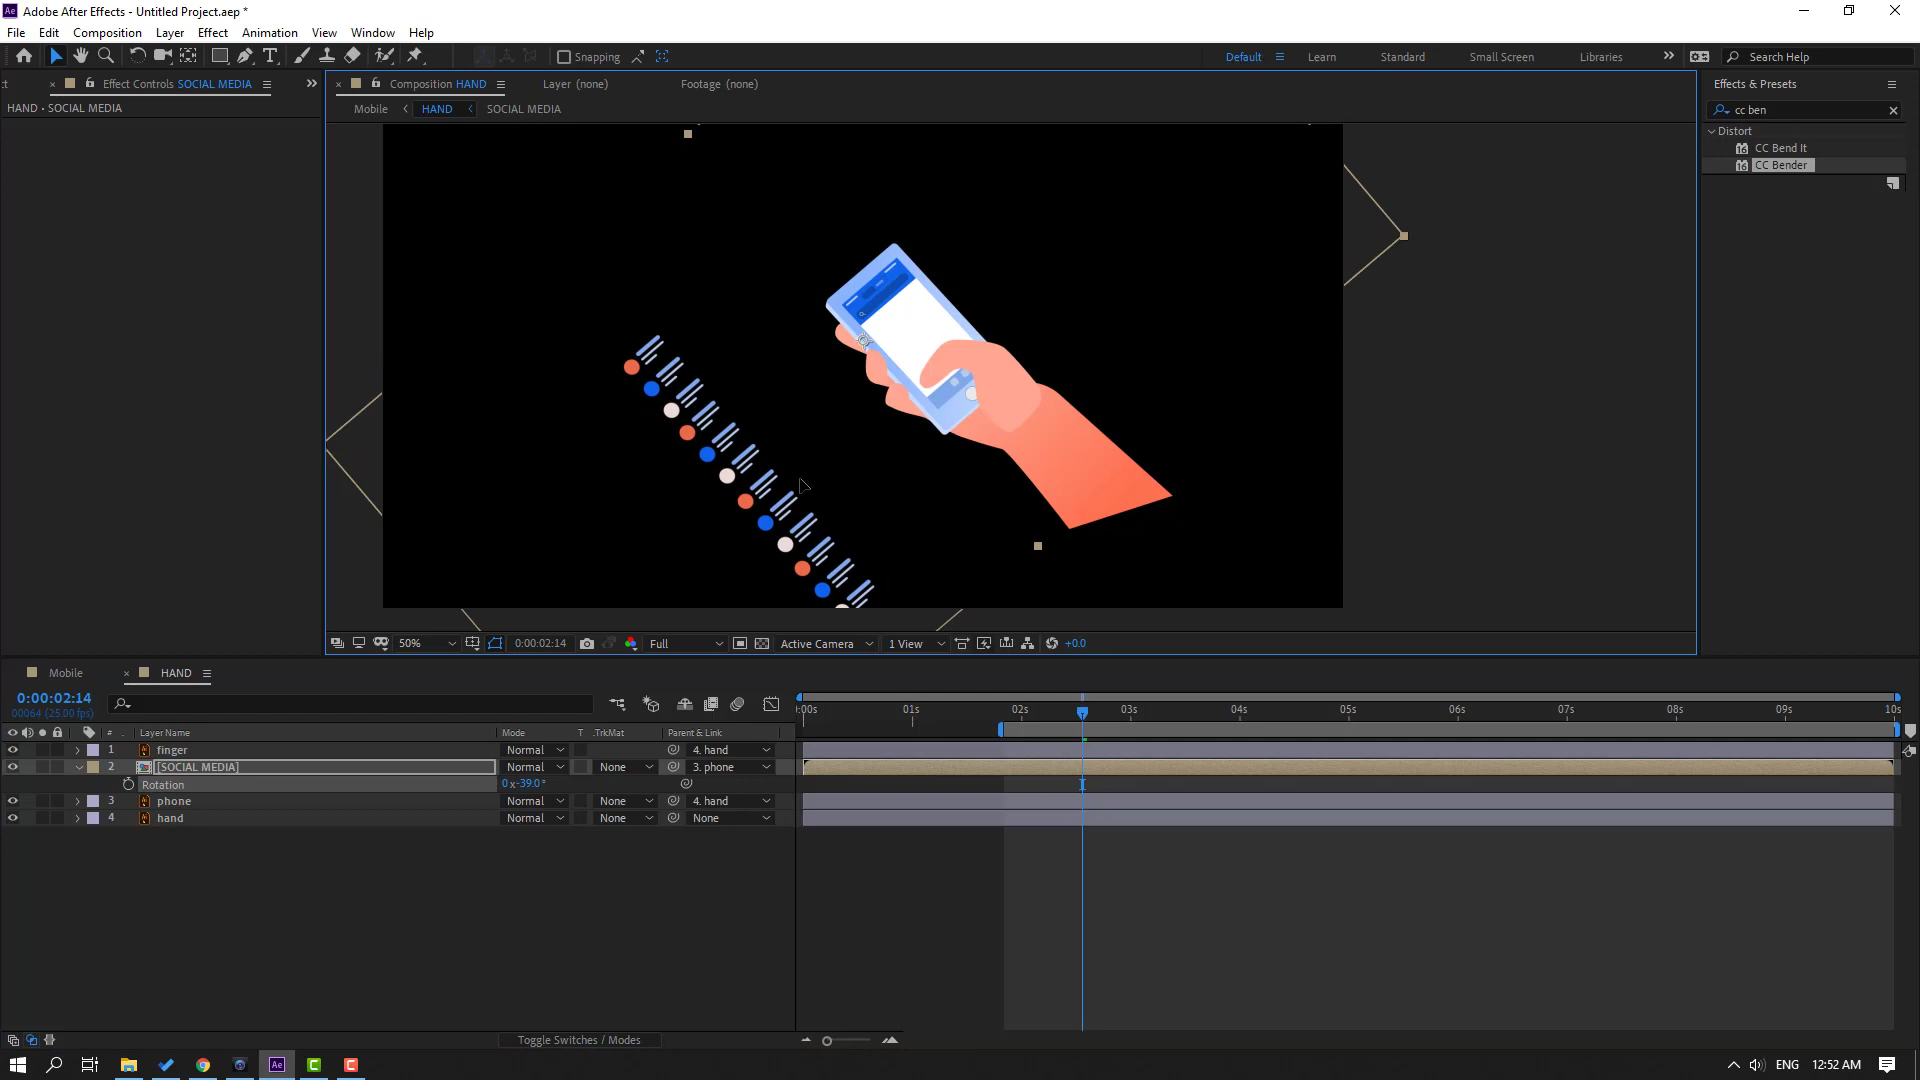 Adobe After Effects - Untitled Project.aep *
File Edit Composition Layer Effect Animation View Window Help
Snapping
Default Learn Standard Small Screen Libraries Search Help
Effect Controls SOCIAL MEDIA
Composition HAND
Layer (none)
Footage (none)
Effects & Presets
HAND • SOCIAL MEDIA
Mobile HAND SOCIAL MEDIA
cc ben
Distort
CC Bend It
CC Bender
50% 0:00:02:14 Full Active Camera 1 View +0.0
Mobile HAND
0:00:02:14
00064 (25.00 fps)
:00s 01s 02s 03s 04s 05s 06s 07s 08s 09s 10s
# Layer Name Mode T .TrkMat Parent & Link
1 finger Normal 4. hand
2 [SOCIAL MEDIA] Normal None 3. phone
Rotation 0x-39.0°
3 phone Normal None 4. hand
4 hand Normal None None
Toggle Switches / Modes
Ae
ENG 12:52 AM